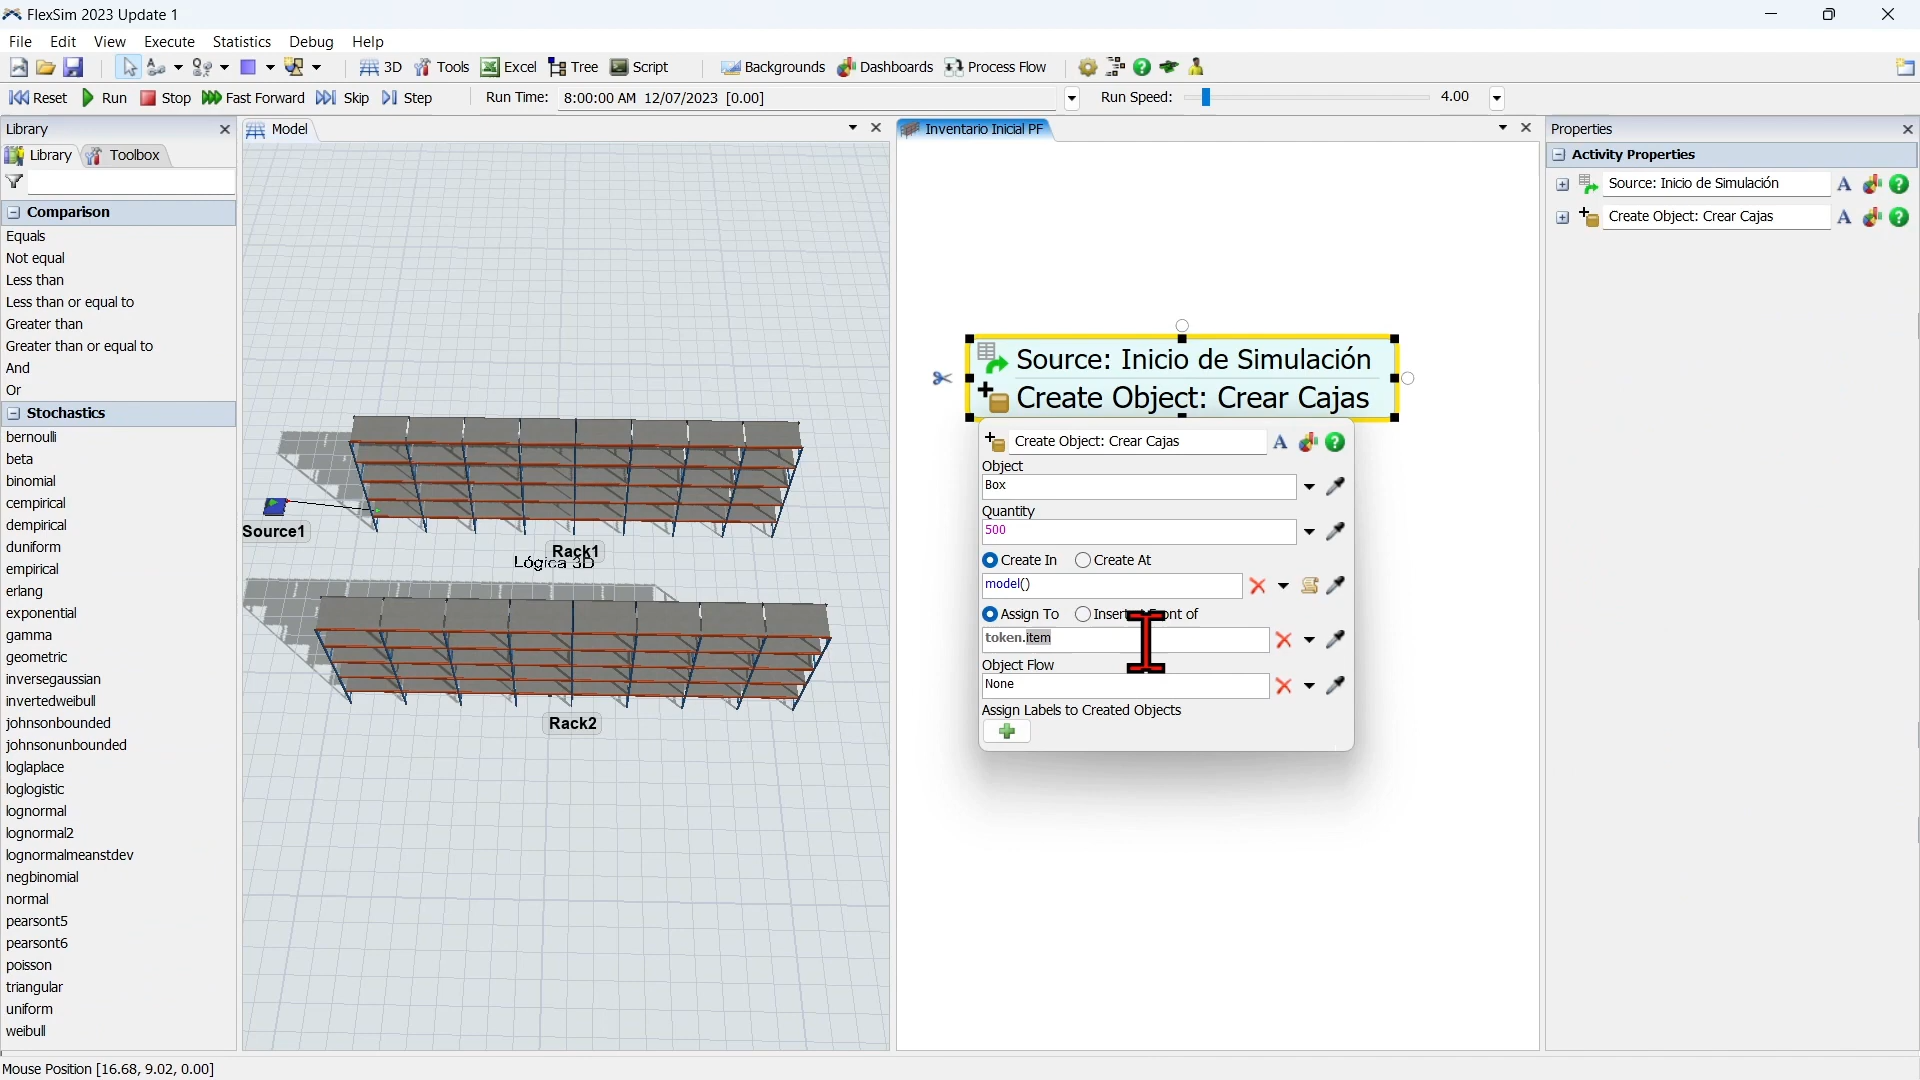 FlexSim 2023 Update 1
File Edit View Execute Statistics Debug Help
3D Tools Excel Tree Script Backgrounds Dashboards Process Flow
Reset Run Stop Fast Forward Skip Step Run Time: 8:00:00 AM 12/07/2023 [0.00] Run Speed: 4.00
Library
Library Toolbox
Comparison
Equals
Not equal
Less than
Less than or equal to
Greater than
Greater than or equal to
And
Or
Stochastics
bernoulli
beta
binomial
cempirical
dempirical
duniform
empirical
erlang
exponential
gamma
geometric
inversegaussian
invertedweibull
johnsonbounded
johnsonunbounded
loglaplace
loglogistic
lognormal
lognormal2
lognormalmeanstdev
negbinomial
normal
pearsont5
pearsont6
poisson
triangular
uniform
weibull
Model
Source1
Rack1
Lógica 3D
Rack2
Inventario Inicial PF
Source: Inicio de Simulación
Create Object: Crear Cajas
Create Object: Crear Cajas
Object
Box
Quantity
500
Create In Create At
model()
Assign To
token.item
Object Flow
None
Assign Labels to Created Objects
Properties
Activity Properties
Source: Inicio de Simulación
Create Object: Crear Cajas
Mouse Position [16.68, 9.02, 0.00]